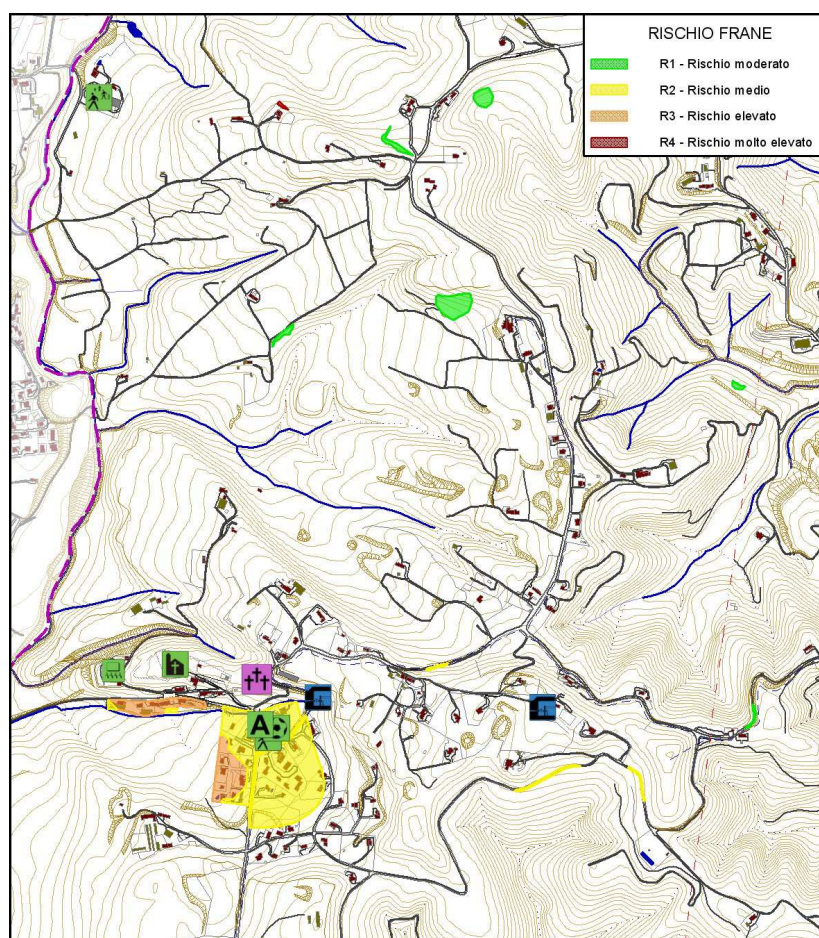 RISCHIO FRANE
R1 - Rischio moderato
R2 - Rischio medio
R3 - Rischio elevato
R4 - Rischio molto elevato
A